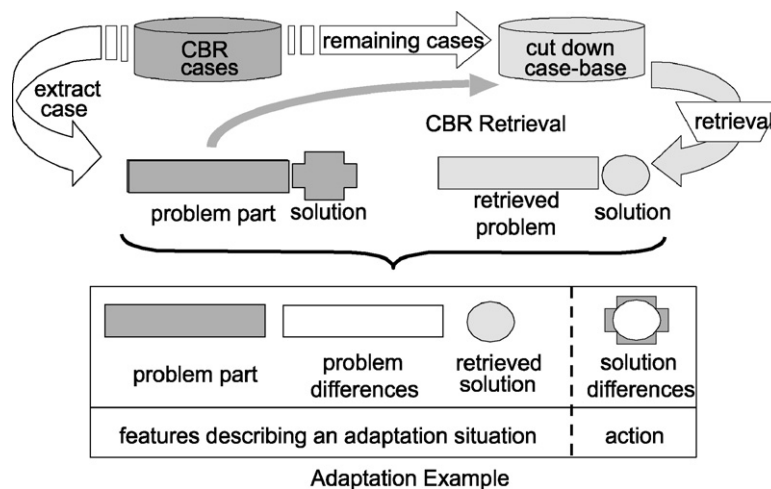 CBR
cases
remaining cases
cut down
case-base
extract
case
CBR Retrieval
retrieval
problem part
solution
retrieved
problem
solution
problem part
problem
differences
retrieved
solution
solution
differences
features describing an adaptation situation
action
Adaptation Example